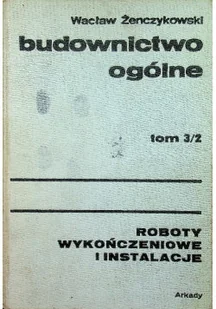 Wacław Żenczykowski
budownictwo
ogólne
tom 3/2
ROBOTY
WYKOŃCZENIOWE
I INSTALACJE
Arkady